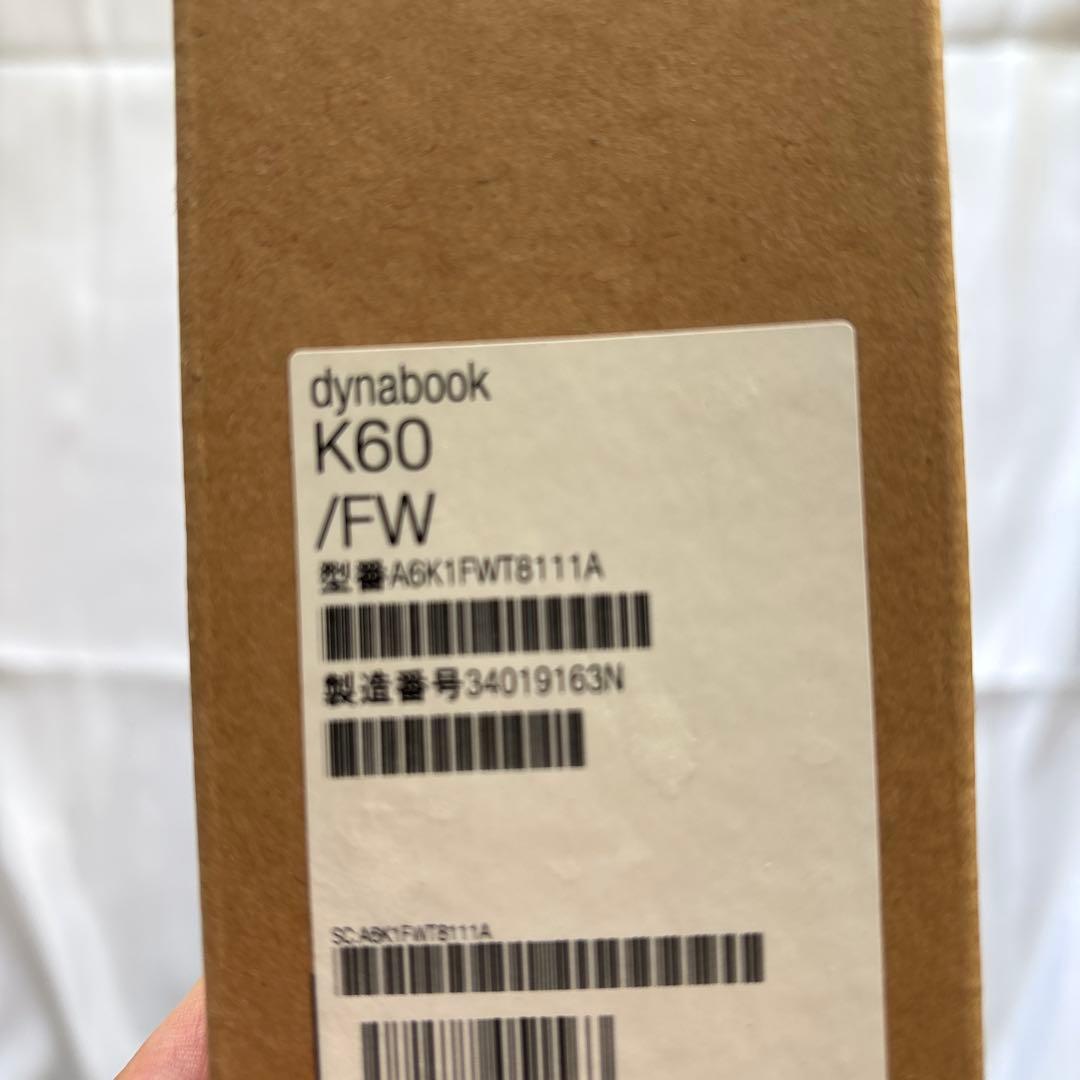 dynabook
K60
/FW
型番A6K1FWT8111A
製造番号34019163N
SC:A6K1FWT8111A